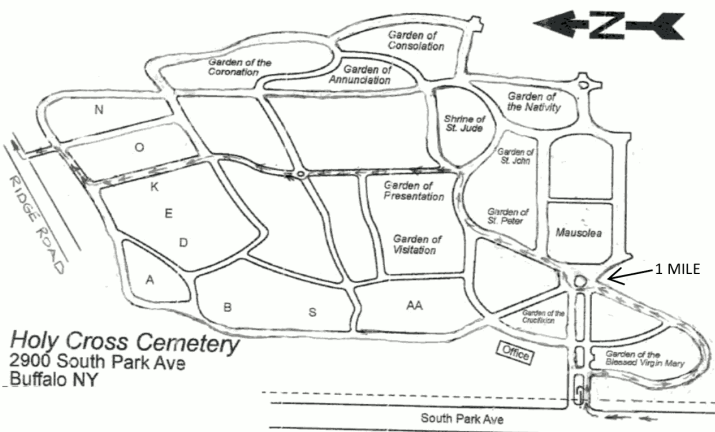 N
Garden of
Consolation
Garden of the
Coronation
Garden of
Annunciation
Garden of
the Nativity
N
Shrine of
St. Jude
O
Garden
of
St. John
K
Garden of
Presentation
E
Garden of
St. Peter
D
Garden of
Visitation
Mausolea
RIDGE ROAD
1 MILE
A
B
S
AA
Garden of the
Crucifixion
Holy Cross Cemetery
2900 South Park Ave
Buffalo NY
Office
Garden of the
Blessed Virgin Mary
South Park Ave